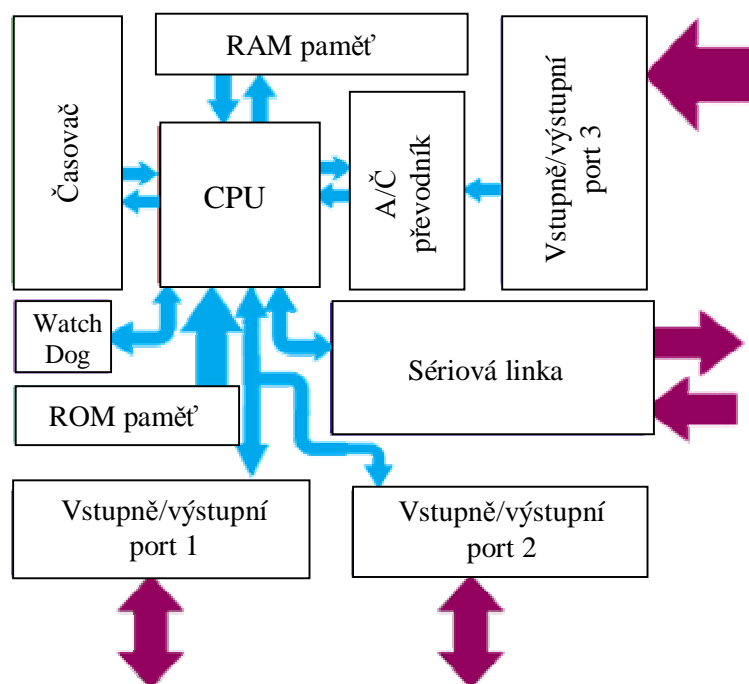 RAM paměť
Časovač
CPU
A/Č
převodník
Vstupně/výstupní
port 3
Watch
Dog
ROM paměť
Sériová linka
Vstupně/výstupní
port 1
Vstupně/výstupní
port 2